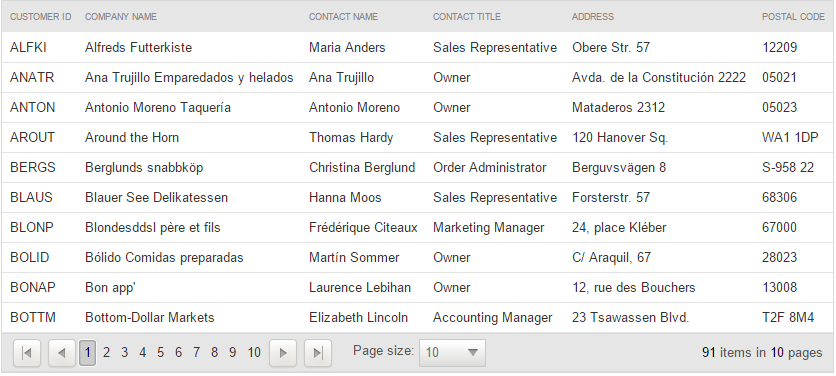 CUSTOMER ID COMPANY NAME CONTACT NAME CONTACT TITLE ADDRESS POSTAL CODE
ALFKI Alfreds Futterkiste Maria Anders Sales Representative Obere Str. 57 12209
ANATR Ana Trujillo Emparedados y helados Ana Trujillo Owner Avda. de la Constitución 2222 05021
ANTON Antonio Moreno Taquería Antonio Moreno Owner Mataderos 2312 05023
AROUT Around the Horn Thomas Hardy Sales Representative 120 Hanover Sq. WA1 1DP
BERGS Berglunds snabbköp Christina Berglund Order Administrator Berguvsvägen 8 S-958 22
BLAUS Blauer See Delikatessen Hanna Moos Sales Representative Forsterstr. 57 68306
BLONP Blondesddsl père et fils Frédérique Citeaux Marketing Manager 24, place Kléber 67000
BOLID Bólido Comidas preparadas Martín Sommer Owner C/ Araquil, 67 28023
BONAP Bon app' Laurence Lebihan Owner 12, rue des Bouchers 13008
BOTTM Bottom-Dollar Markets Elizabeth Lincoln Accounting Manager 23 Tsawassen Blvd. T2F 8M4
1 2 3 4 5 6 7 8 9 10 Page size: 10 91 items in 10 pages